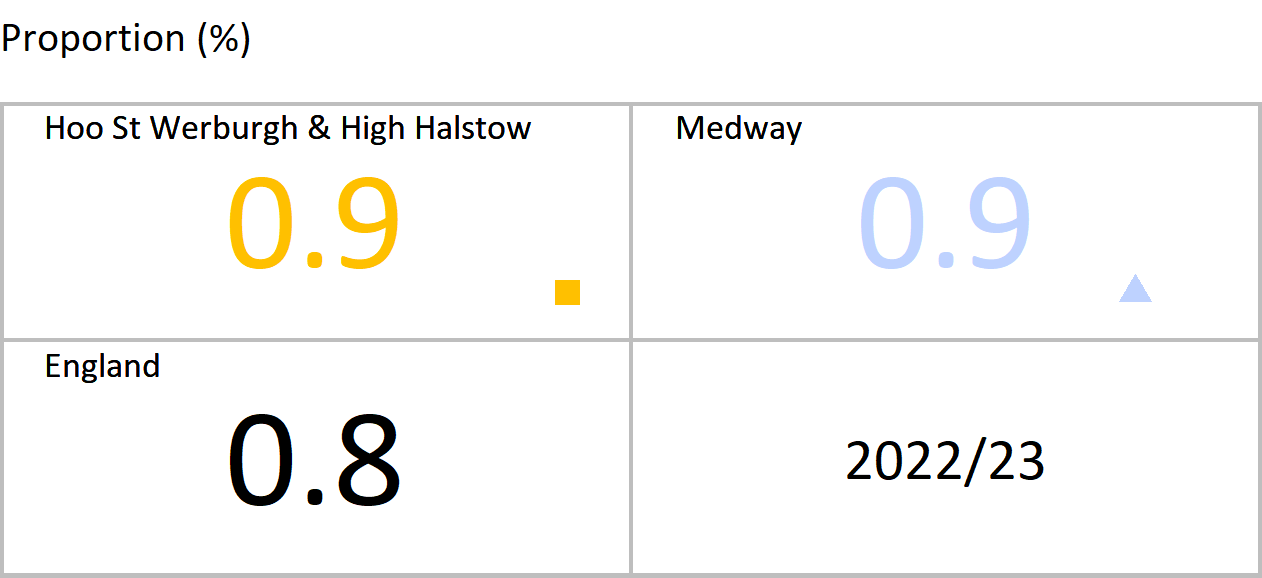 Proportion (%)
Hoo St Werburgh & High Halstow
0.9
Medway
0.9
England
0.8
2022/23